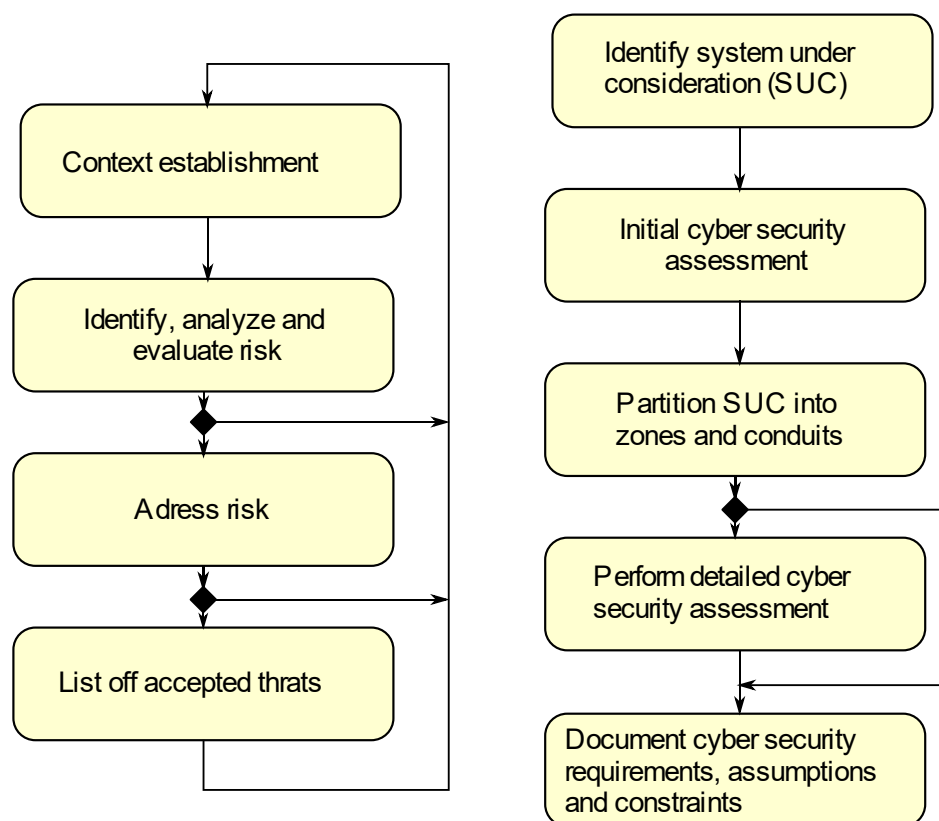 Context establishment
Identify, analyze and
evaluate risk
Adress risk
List off accepted thrats
Identify system under
consideration (SUC)
Initial cyber security
assessment
Partition SUC into
zones and conduits
Perform detailed cyber
security assessment
Document cyber security
requirements, assumptions
and constraints